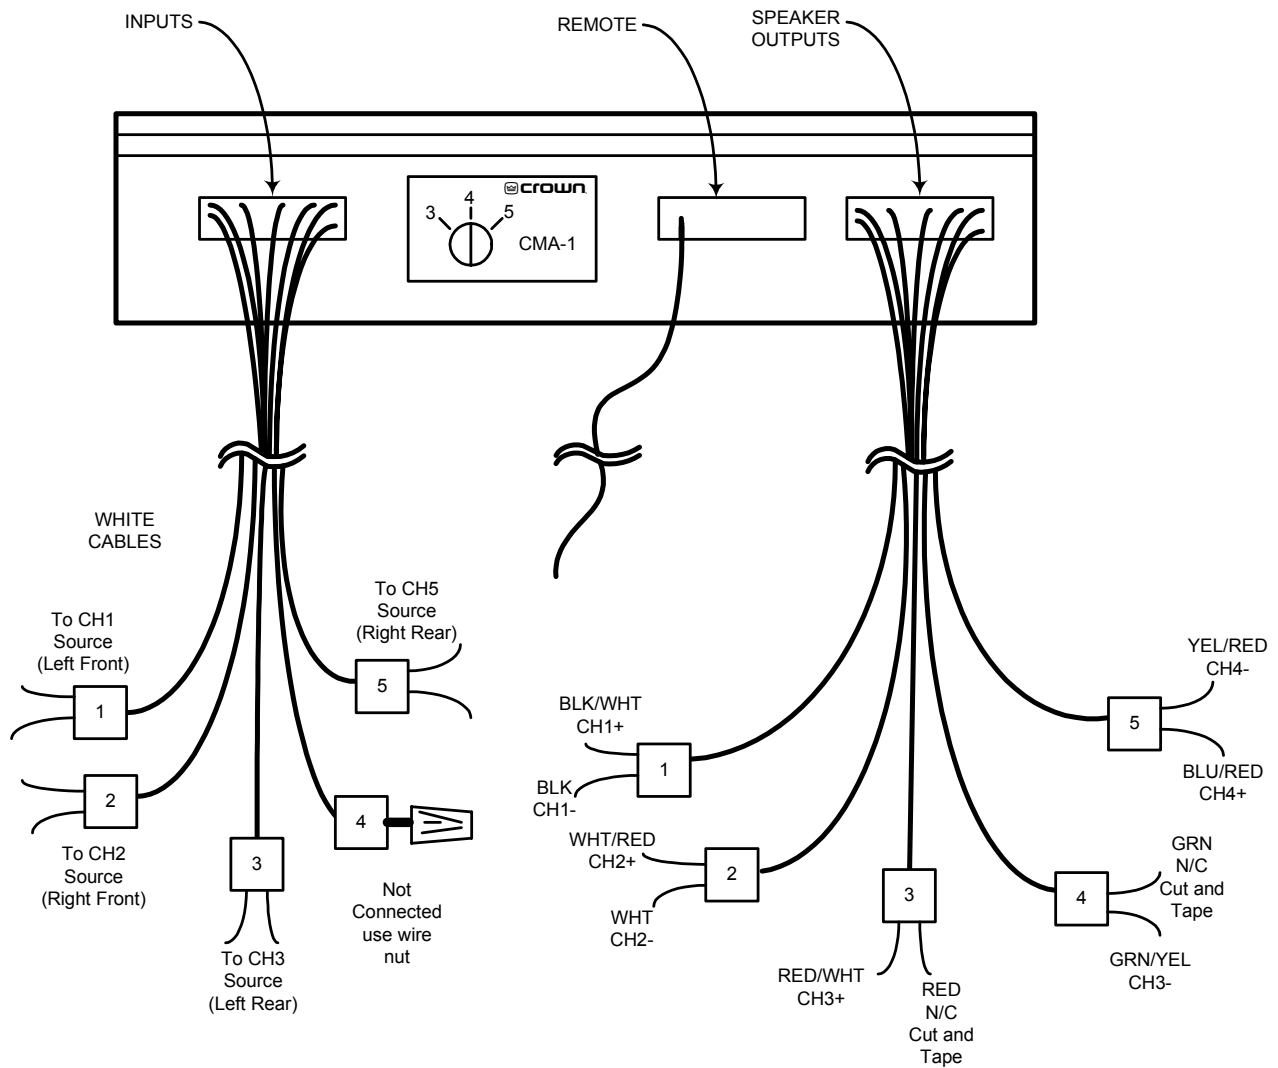 INPUTS
REMOTE
SPEAKER
OUTPUTS
crown
3
4
5
CMA-1
WHITE
CABLES
To CH1
Source
(Left Front)
1
2
To CH2
Source
(Right Front)
3
To CH3
Source
(Left Rear)
To CH5
Source
(Right Rear)
5
4
Not
Connected
use wire
nut
BLK/WHT
CH1+
BLK
CH1-
1
WHT/RED
CH2+
WHT
CH2-
2
3
RED/WHT
CH3+
RED
N/C
Cut and
Tape
4
GRN
N/C
Cut and
Tape
GRN/YEL
CH3-
5
YEL/RED
CH4-
BLU/RED
CH4+